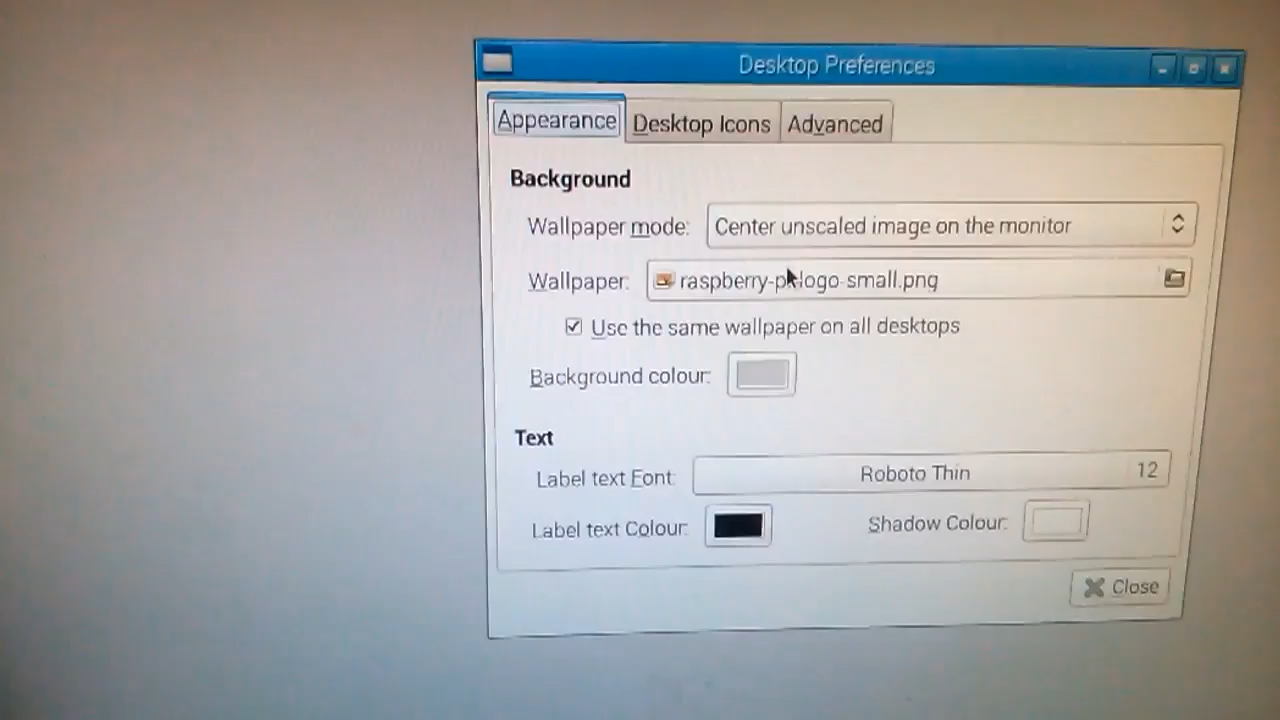 Desktop Preferences
Appearance Desktop Icons Advanced
Background
Wallpaper mode: Center unscaled image on the monitor
Wallpaper: raspberry-pi-logo-small.png
Use the same wallpaper on all desktops
Background colour:
Text
Label text Font: Roboto Thin 12
Label text Colour: Shadow Colour:
Close